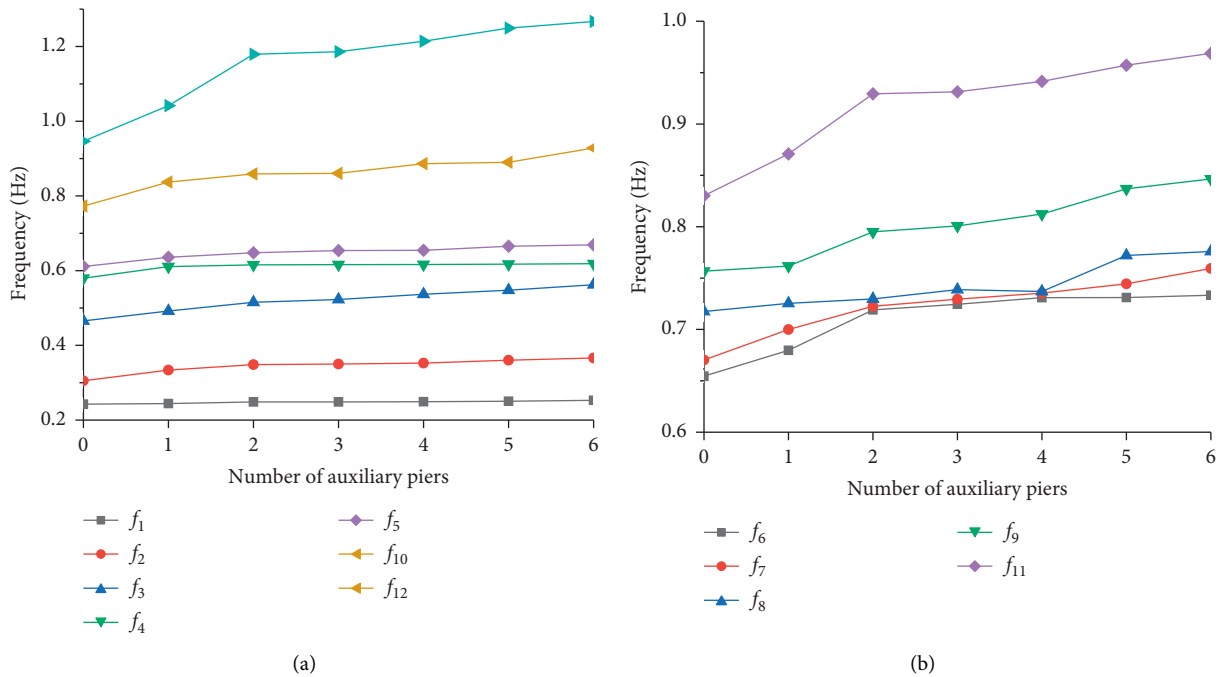 1.2
1.0
0.8
0.6
0.4
0.2
Frequency (Hz)
0 1 2 3 4 5 6
Number of auxiliary piers
f1
f2
f3
f4
f5
f10
f12
(a)
1.0
0.9
0.8
0.7
0.6
Frequency (Hz)
0 1 2 3 4 5 6
Number of auxiliary piers
f6
f7
f8
f9
f11
(b)